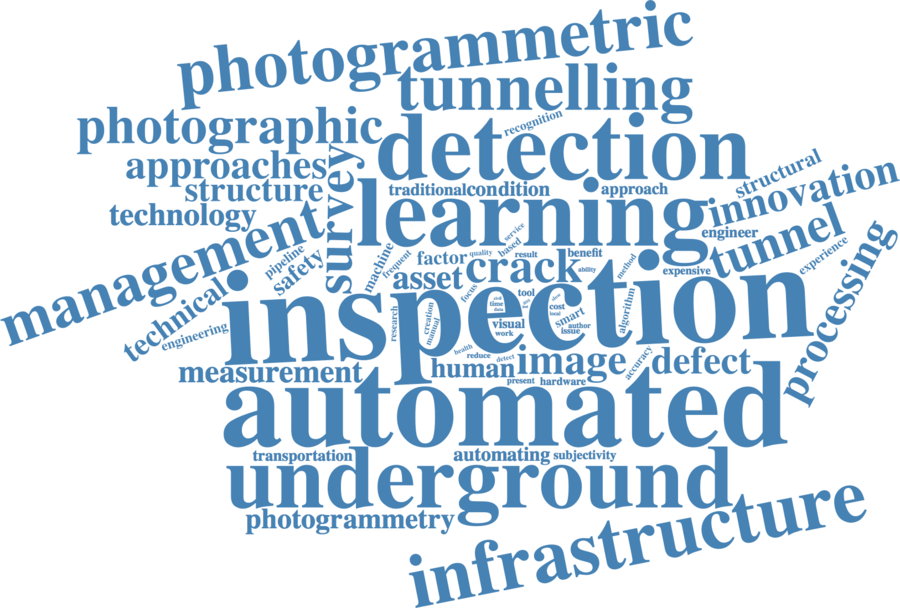 photogrammetric
tunnelling
photographic
recognition
detection
approaches
survey
structural
structure
traditional
condition
approach
innovation
technology
learning
engineer
management
tunnel
processing
service
based
quality
result
benefit
machine
frequent
factor
pipeline
safety
asset
crack
ability
method
expensive
experience
inspection
technical
engineering
focus
tool
time
data
cost
local
smart
author
issue
algorithm
research
creation
manual
visual
work
health
reduce
detect
accuracy
measurement
human
image
defect
present
hardware
automated
transportation
automating
subjectivity
underground
photogrammetry
infrastructure